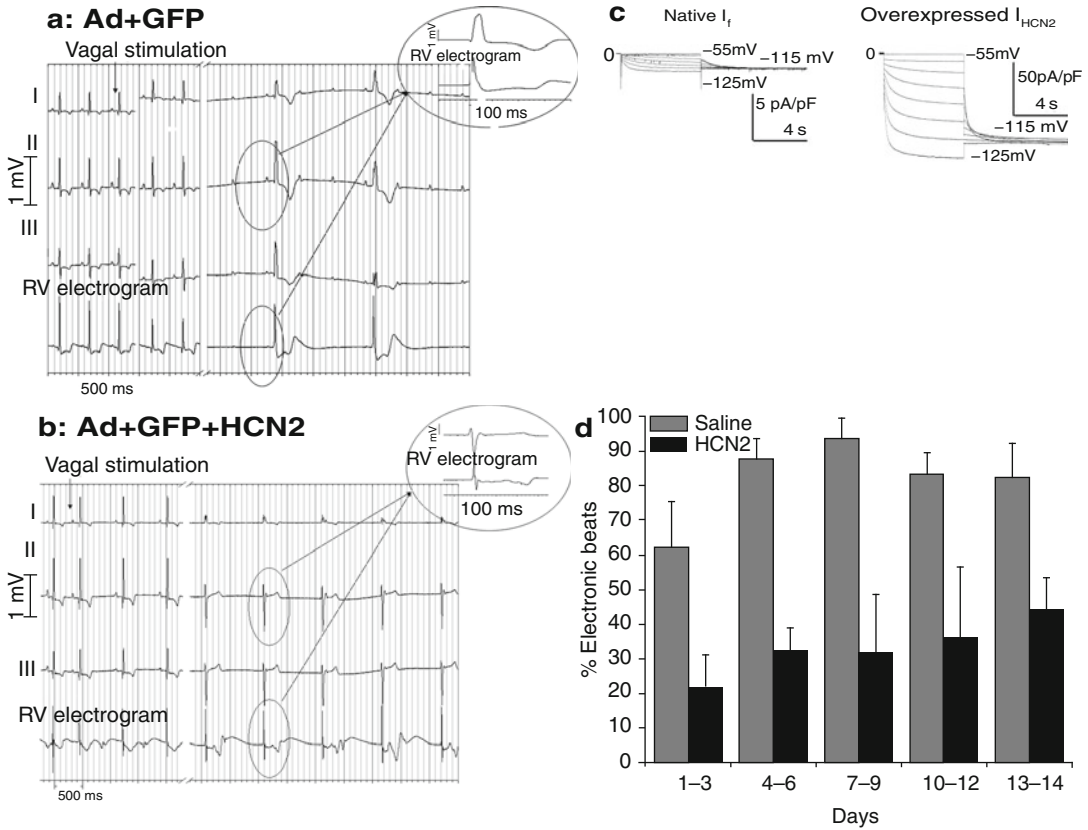 a: Ad+GFP
Vagal stimulation
I
II
1 mV
III
RV electrogram
500 ms
1 mV
RV electrogram
100 ms
b: Ad+GFP+HCN2
Vagal stimulation
I
II
1 mV
III
RV electrogram
500 ms
1 mV
RV electrogram
100 ms
c
Native If
0
–55mV
–115 mV
–125mV
5 pA/pF
4 s
Overexpressed IHCN2
0
–55mV
50pA/pF
4 s
–115 mV
–125mV
d
Saline
HCN2
% Electronic beats
100
90
80
70
60
50
40
30
20
10
0
1–3 4–6 7–9 10–12 13–14
Days